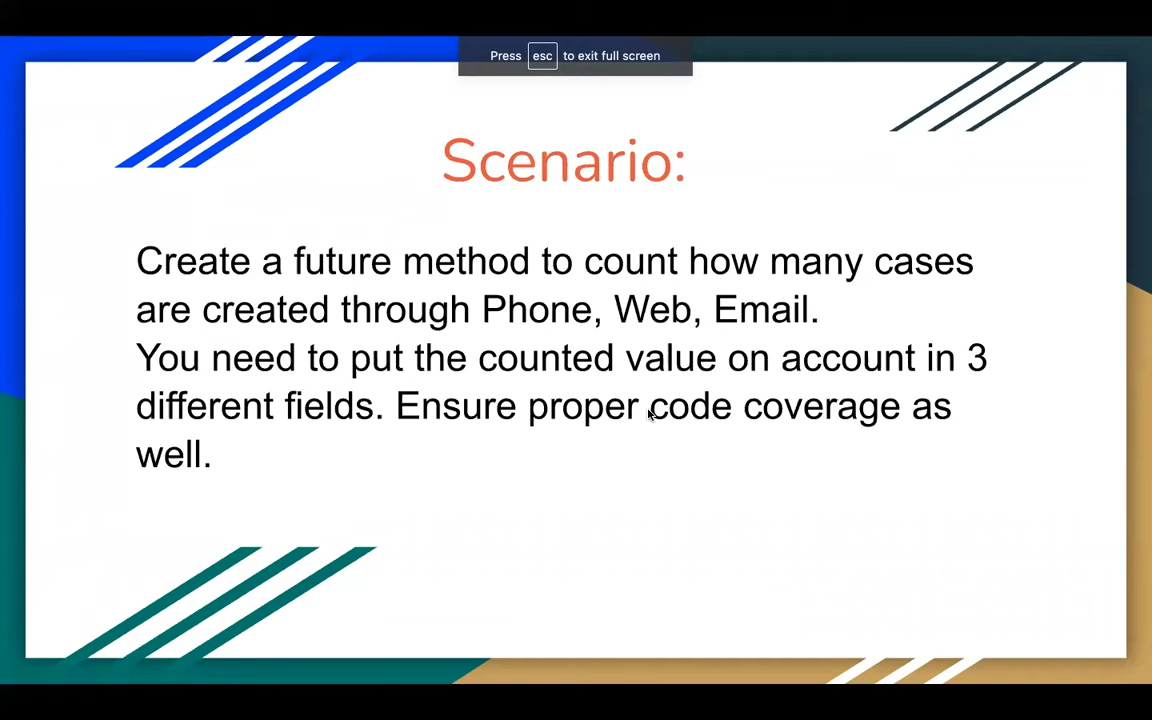 Press esc to exit full screen
Scenario:
Create a future method to count how many cases
are created through Phone, Web, Email.
You need to put the counted value on account in 3
different fields. Ensure proper code coverage as
well.